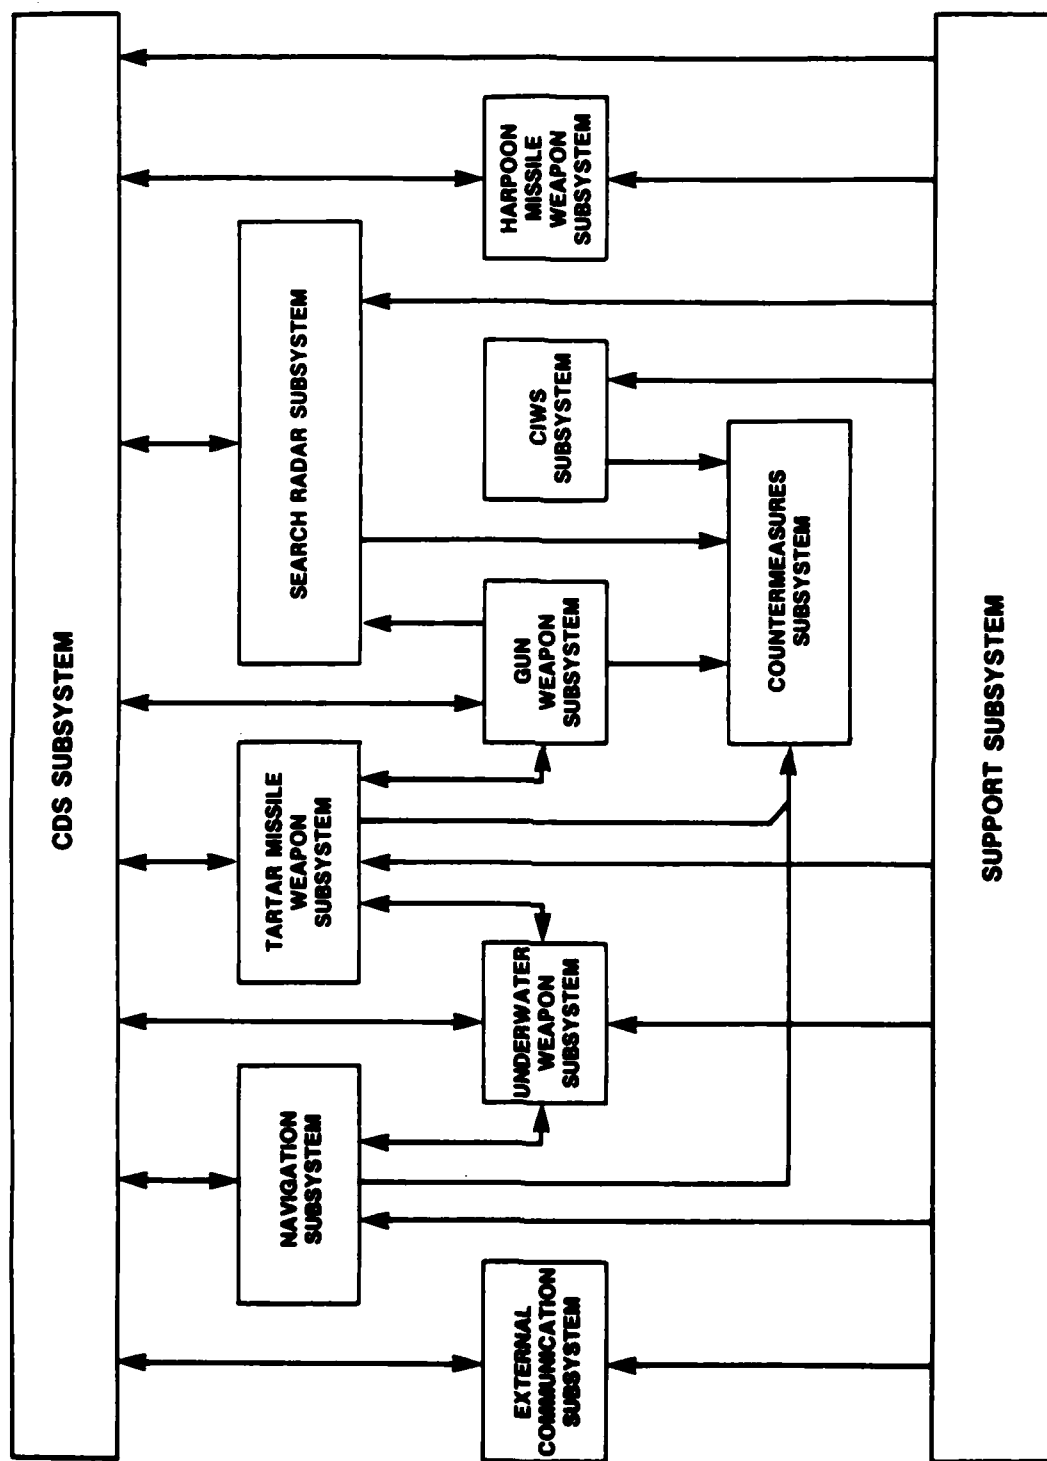 CDS SUBSYSTEM
NAVIGATION
SUBSYSTEM
TARTAR MISSILE
WEAPON
SUBSYSTEM
SEARCH RADAR SUBSYSTEM
EXTERNAL
COMMUNICATION
SUBSYSTEM
UNDERWATER
WEAPON
SUBSYSTEM
GUN
WEAPON
SUBSYSTEM
CIWS
SUBSYSTEM
HARPOON
MISSILE
WEAPON
SUBSYSTEM
COUNTERMEASURES
SUBSYSTEM
SUPPORT SUBSYSTEM